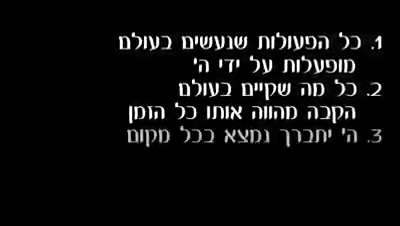 1. כל הפעולות שנעשים בעולם
מופעלות על ידי ה'
2. כל מה שקיים בעולם
הקבה מהווה אותו כל הזמן
3. ה' יתברך נמצא בכל מקום